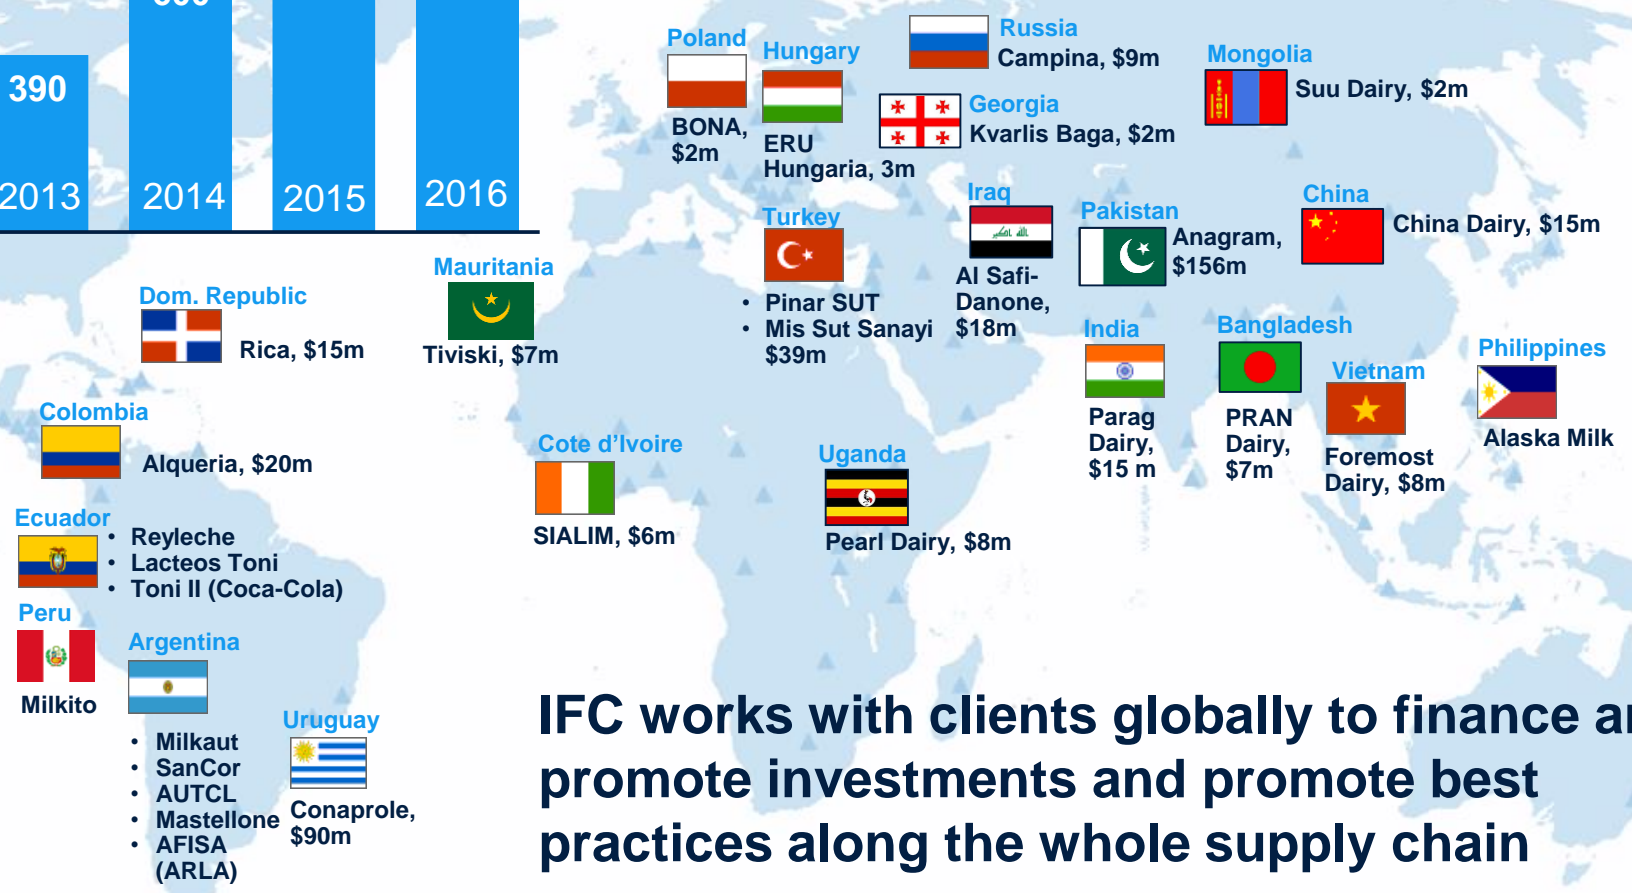 390
2013
2014
2015
2016
Poland
BONA,
$2m
Hungary
ERU
Hungaria, 3m
Russia
Campina, $9m
Georgia
Kvarlis Baga, $2m
Mongolia
Suu Dairy, $2m
Turkey
• Pinar SUT
• Mis Sut Sanayi
$39m
Iraq
Al Safi-
Danone,
$18m
Pakistan
Anagram,
$156m
China
China Dairy, $15m
Dom. Republic
Rica, $15m
Mauritania
Tiviski, $7m
India
Parag
Dairy,
$15 m
Bangladesh
PRAN
Dairy,
$7m
Vietnam
Foremost
Dairy, $8m
Philippines
Alaska Milk
Colombia
Alqueria, $20m
Cote d’Ivoire
SIALIM, $6m
Uganda
Pearl Dairy, $8m
Ecuador
• Reyleche
• Lacteos Toni
• Toni II (Coca-Cola)
Peru
Milkito
Argentina
• Milkaut
• SanCor
• AUTCL
• Mastellone
• AFISA
(ARLA)
Uruguay
Conaprole,
$90m
IFC works with clients globally to finance
promote investments and promote best
practices along the whole supply chain